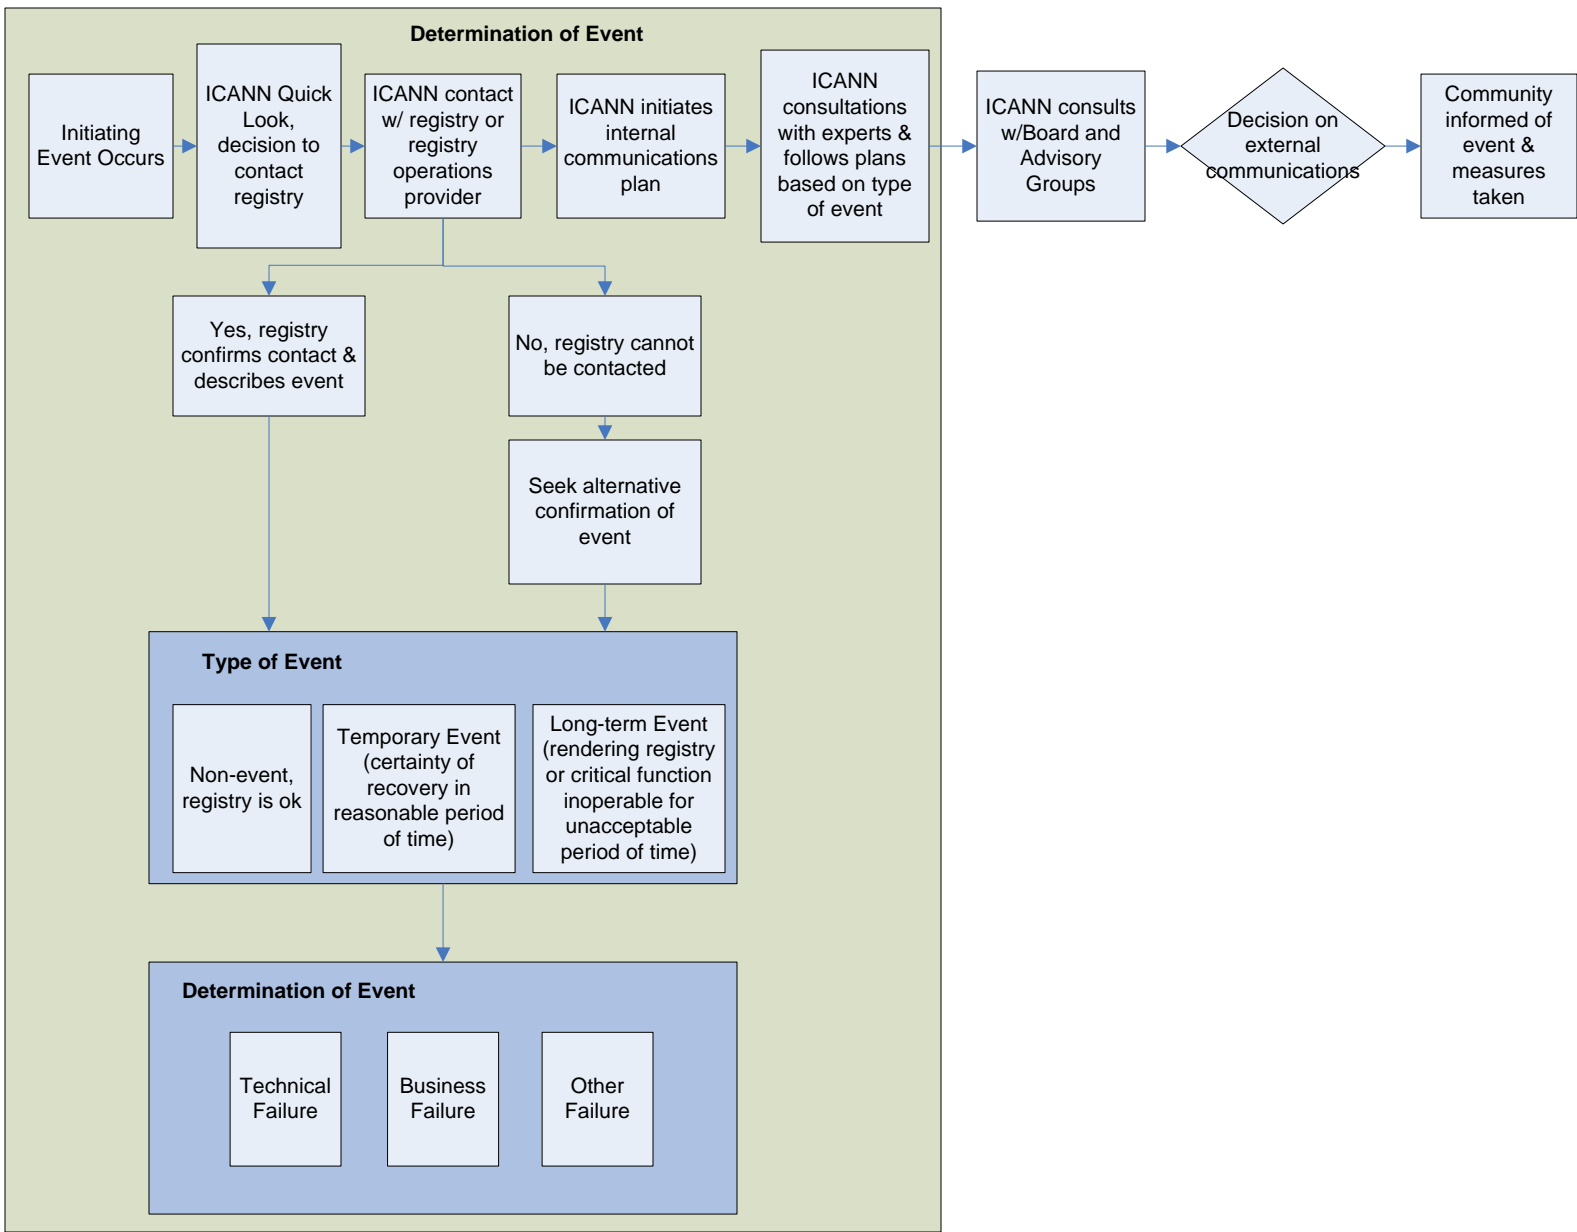 Determination of Event
Initiating
Event Occurs
ICANN Quick
Look,
decision to
contact
registry
ICANN contact
w/ registry or
registry
operations
provider
ICANN initiates
internal
communications
plan
ICANN
consultations
with experts &
follows plans
based on type
of event
ICANN consults
w/Board and
Advisory
Groups
Decision on
external
communications
Community
informed of
event &
measures
taken
Yes, registry
confirms contact &
describes event
No, registry cannot
be contacted
Seek alternative
confirmation of
event
Type of Event
Non-event,
registry is ok
Temporary Event
(certainty of
recovery in
reasonable period
of time)
Long-term Event
(rendering registry
or critical function
inoperable for
unacceptable
period of time)
Determination of Event
Technical
Failure
Business
Failure
Other
Failure